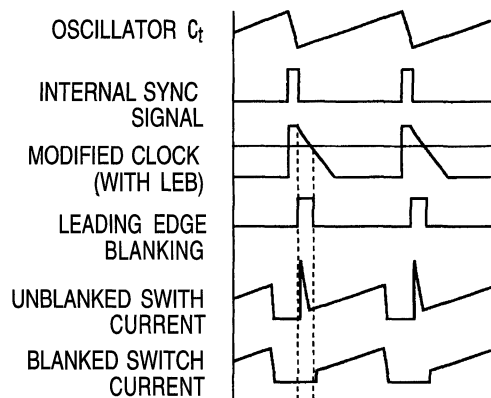 OSCILLATOR Ct
INTERNAL SYNC
SIGNAL
MODIFIED CLOCK
(WITH LEB)
LEADING EDGE
BLANKING
UNBLANKED SWITH
CURRENT
BLANKED SWITCH
CURRENT